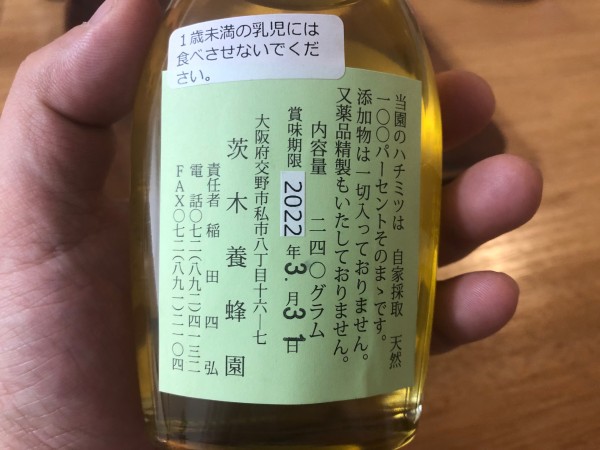 1歳未満の乳児には
食べさせないでくだ
さい。
当園のハチミツは 自家採取 天然
一〇〇パーセントそのまゝです。
添加物は一切入っておりません。
又薬品精製もいたしておりません。
内容量 二四〇グラム
賞味期限 2022年3.月31日
大阪府交野市私市八丁目十六―七
茨木養蜂園
責任者 稲田四弘
電話〇七二(八九二)四一三二
FAX〇七二(八九一)二一〇四